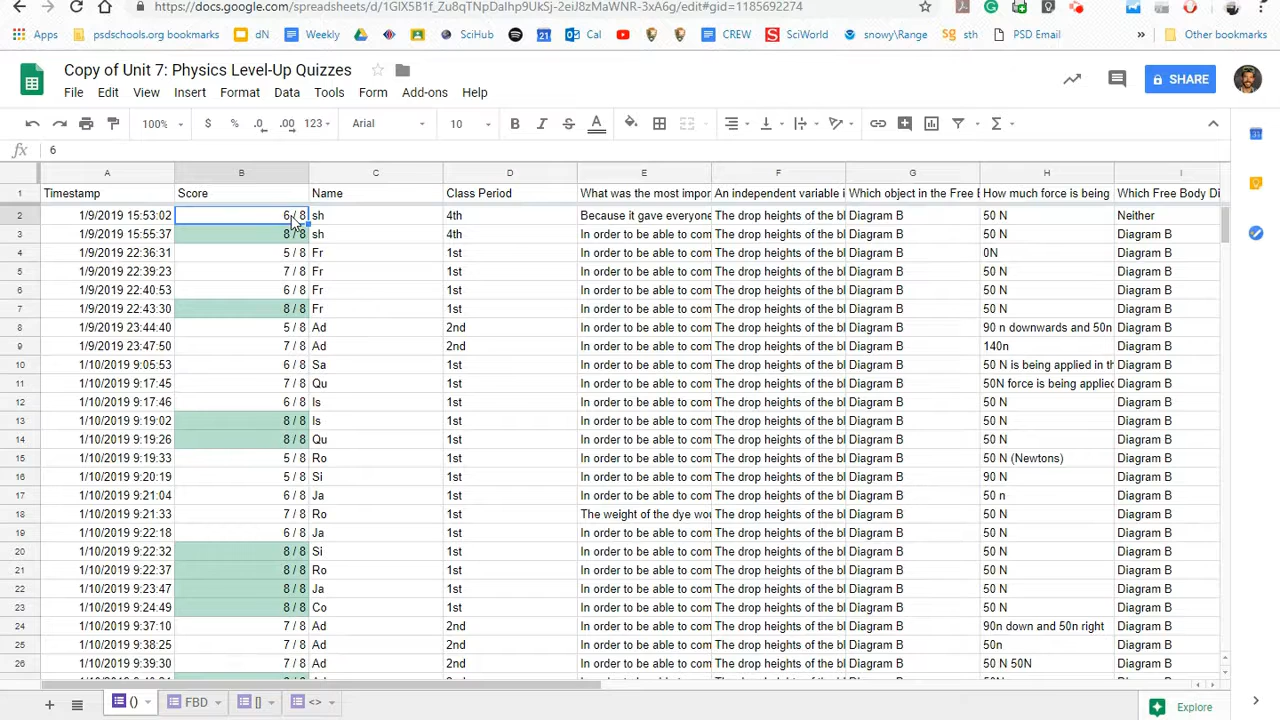 https://docs.google.com/spreadsheets/d/1GlX5B1f_Zu8qTNpDaIhp9UkSj-2eiJ8zMaWNR-3xA6g/edit#gid=1185692274
Apps psdschools.org bookmarks dN Weekly SciHub 21 Cal CREW S SciWorld snowy\Range sg sth PSD Email » Other bookmarks
Copy of Unit 7: Physics Level-Up Quizzes
SHARE
File Edit View Insert Format Data Tools Form Add-ons Help
100% $ % .0 .00 123 Arial 10 B I S A Σ
fx 6
A B C D E F G H I
1 Timestamp Score Name Class Period What was the most impor An independent variable i Which object in the Free E How much force is being Which Free Body Di
2 1/9/2019 15:53:02 6 / 8 sh 4th Because it gave everyone The drop heights of the bl Diagram B 50 N Neither
3 1/9/2019 15:55:37 8 / 8 sh 4th In order to be able to com The drop heights of the bl Diagram B 50 N Diagram B
4 1/9/2019 22:36:31 5 / 8 Fr 1st In order to be able to com The drop heights of the bl Diagram B 0N Diagram B
5 1/9/2019 22:39:23 7 / 8 Fr 1st In order to be able to com The drop heights of the bl Diagram B 50 N Diagram B
6 1/9/2019 22:40:53 6 / 8 Fr 1st In order to be able to com The drop heights of the bl Diagram B 50 N Diagram B
7 1/9/2019 22:43:30 8 / 8 Fr 1st In order to be able to com The drop heights of the bl Diagram B 50 N Diagram B
8 1/9/2019 23:44:40 5 / 8 Ad 2nd In order to be able to com The drop heights of the bl Diagram B 90 n downwards and 50n Diagram B
9 1/9/2019 23:47:50 7 / 8 Ad 2nd In order to be able to com The drop heights of the bl Diagram B 140n Diagram B
10 1/10/2019 9:05:53 6 / 8 Sa 1st In order to be able to com The drop heights of the bl Diagram B 50 N is being applied in th Diagram B
11 1/10/2019 9:17:45 7 / 8 Qu 1st In order to be able to com The drop heights of the bl Diagram B 50N force is being applied Diagram B
12 1/10/2019 9:17:46 6 / 8 Is 1st In order to be able to com The drop heights of the bl Diagram B 50 N Diagram B
13 1/10/2019 9:19:02 8 / 8 Is 1st In order to be able to com The drop heights of the bl Diagram B 50 N Diagram B
14 1/10/2019 9:19:26 8 / 8 Qu 1st In order to be able to com The drop heights of the bl Diagram B 50 N Diagram B
15 1/10/2019 9:19:33 5 / 8 Ro 1st In order to be able to com The drop heights of the bl Diagram B 50 N (Newtons) Diagram B
16 1/10/2019 9:20:19 5 / 8 Si 1st In order to be able to com The drop heights of the bl Diagram B 90 N Diagram B
17 1/10/2019 9:21:04 6 / 8 Ja 1st In order to be able to com The drop heights of the bl Diagram B 50 n Diagram B
18 1/10/2019 9:21:33 7 / 8 Ro 1st The weight of the dye wou The drop heights of the bl Diagram B 50 N Diagram B
19 1/10/2019 9:22:18 6 / 8 Ja 1st In order to be able to com The drop heights of the bl Diagram B 50 N Diagram B
20 1/10/2019 9:22:32 8 / 8 Si 1st In order to be able to com The drop heights of the bl Diagram B 50 N Diagram B
21 1/10/2019 9:22:37 8 / 8 Ro 1st In order to be able to com The drop heights of the bl Diagram B 50 N Diagram B
22 1/10/2019 9:23:47 8 / 8 Ja 1st In order to be able to com The drop heights of the bl Diagram B 50 N Diagram B
23 1/10/2019 9:24:49 8 / 8 Co 1st In order to be able to com The drop heights of the bl Diagram B 50 N Diagram B
24 1/10/2019 9:37:10 7 / 8 Ad 2nd In order to be able to com The drop heights of the bl Diagram B 90n down and 50n right Diagram B
25 1/10/2019 9:38:25 7 / 8 Ad 2nd In order to be able to com The drop heights of the bl Diagram B 50n Diagram B
26 1/10/2019 9:39:30 7 / 8 Ad 2nd In order to be able to com The drop heights of the bl Diagram B 50 N 50N Diagram B
() FBD [] <> Explore